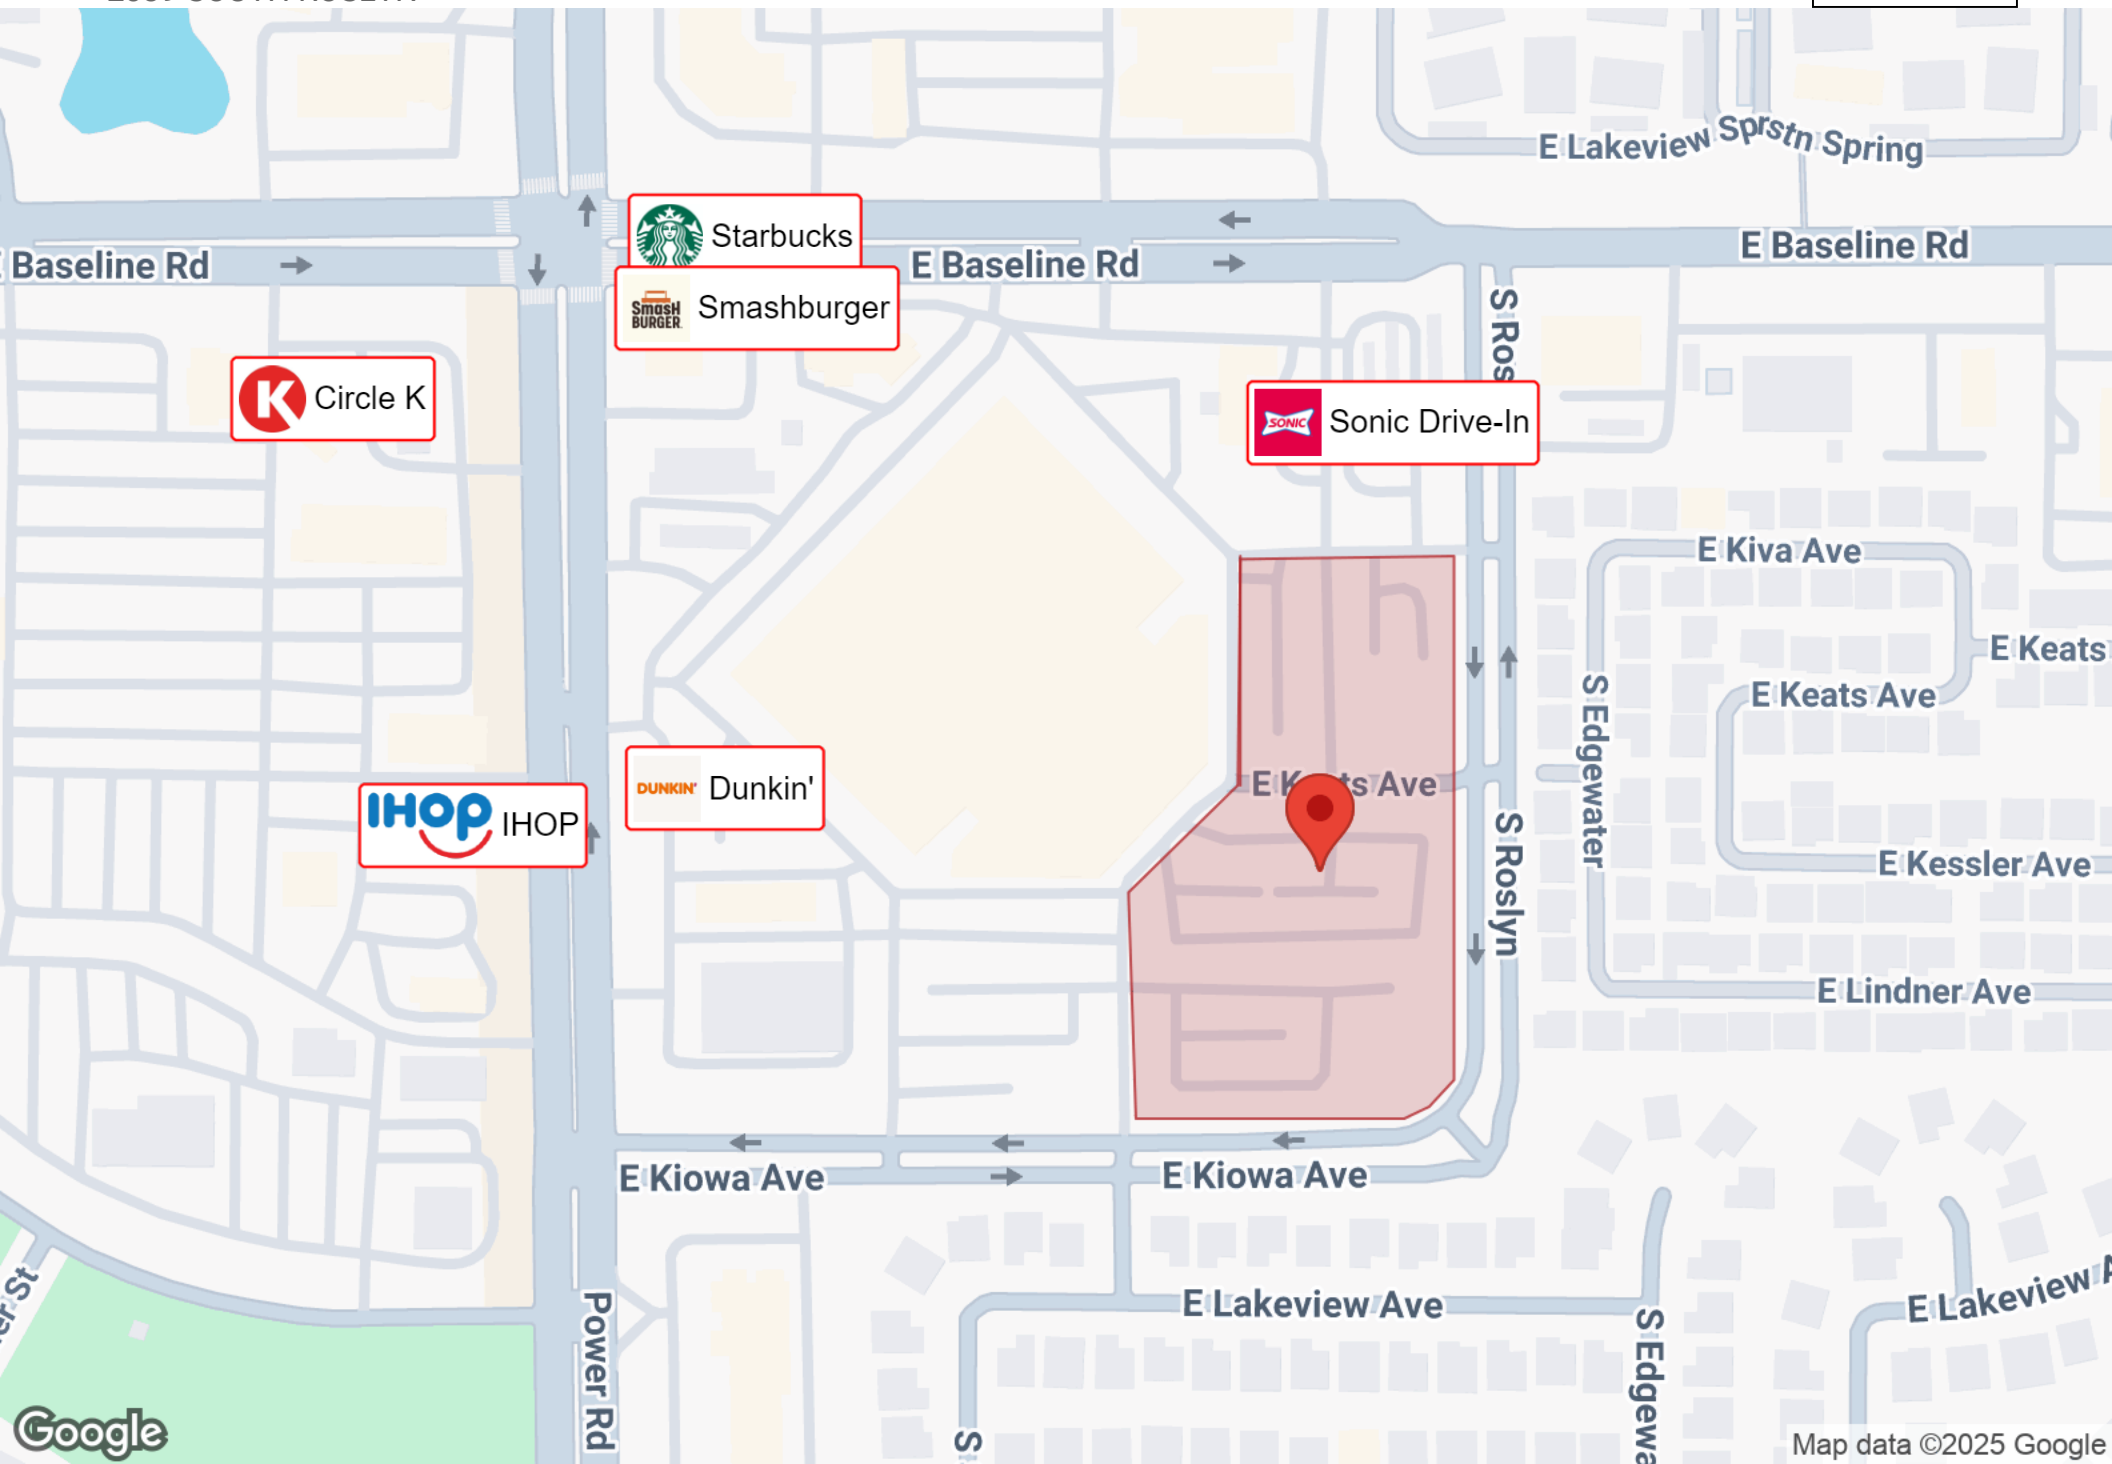 E Lakeview Sprstn Spring
Starbucks
E Baseline Rd
E Baseline Rd
E Baseline Rd
SMASH
BURGER
Smashburger
S Ros
K
Circle K
SONIC
Sonic Drive-In
E Kiva Ave
E Keats
E Keats Ave
S Edgewater
DUNKIN'
Dunkin'
IHOP
IHOP
S Roslyn
E Kessler Ave
E Lindner Ave
E Kiowa Ave
E Kiowa Ave
E Lakeview Ave
E Lakeview A
er St
Power Rd
S Edgewa
S
Google
Map data ©2025 Google